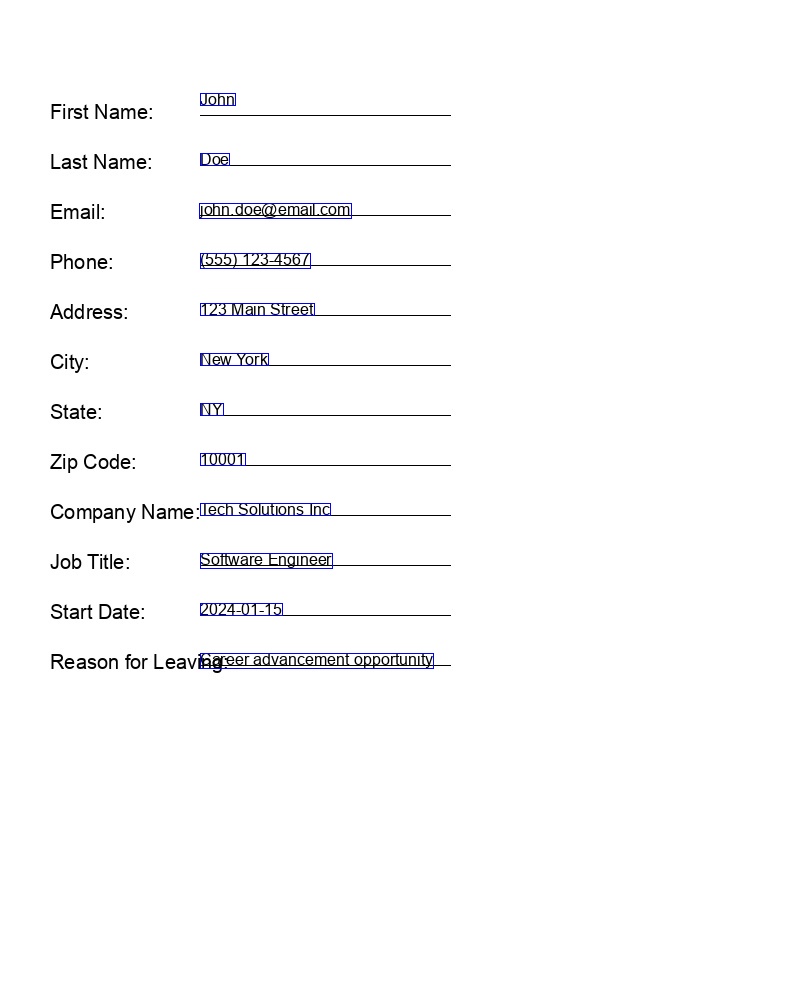 First Name: John
Last Name: Doe
Email: john.doe@email.com
Phone: (555) 123-4567
Address: 123 Main Street
City: New York
State: NY
Zip Code: 10001
Company Name: Tech Solutions Inc
Job Title: Software Engineer
Start Date: 2024-01-15
Reason for Leaving: Career advancement opportunity